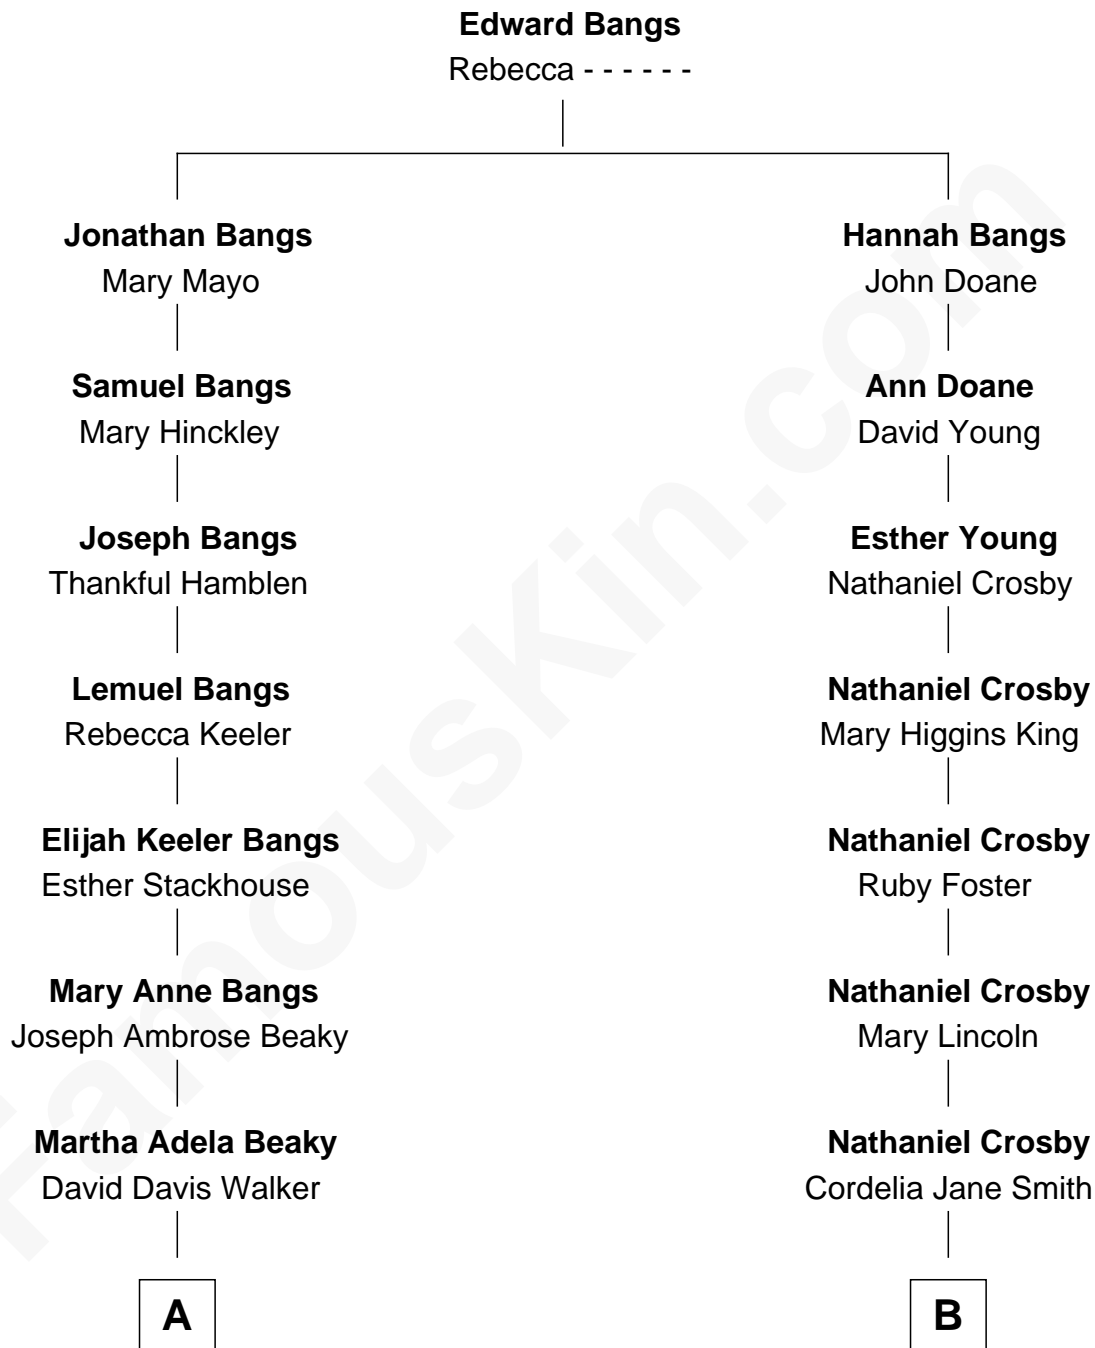 Edward Bangs
Rebecca - - - - - -
Jonathan Bangs
Mary Mayo
Hannah Bangs
John Doane
Samuel Bangs
Mary Hinckley
Ann Doane
David Young
Joseph Bangs
Thankful Hamblen
Esther Young
Nathaniel Crosby
Lemuel Bangs
Rebecca Keeler
Nathaniel Crosby
Mary Higgins King
Elijah Keeler Bangs
Esther Stackhouse
Nathaniel Crosby
Ruby Foster
Mary Anne Bangs
Joseph Ambrose Beaky
Nathaniel Crosby
Mary Lincoln
Martha Adela Beaky
David Davis Walker
Nathaniel Crosby
Cordelia Jane Smith
A
B
FamousKin.com